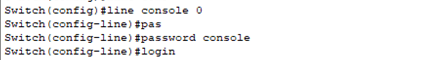 Switch(config)#line console 0
Switch(config-line)#pas
Switch(config-line)#password console
Switch(config-line)#login